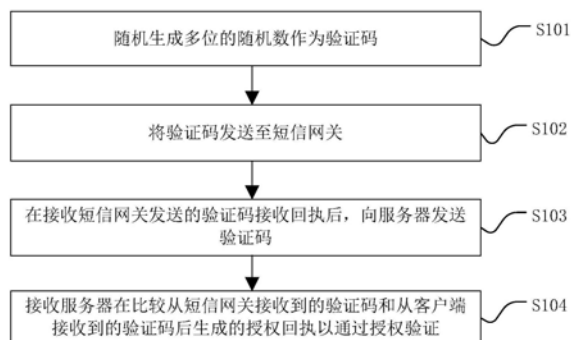 随机生成多位的随机数作为验证码
S101
将验证码发送至短信网关
S102
在接收短信网关发送的验证码接收回执后，向服务器发送
验证码
S103
接收服务器在比较从短信网关接收到的验证码和从客户端
接收到的验证码后生成的授权回执以通过授权验证
S104